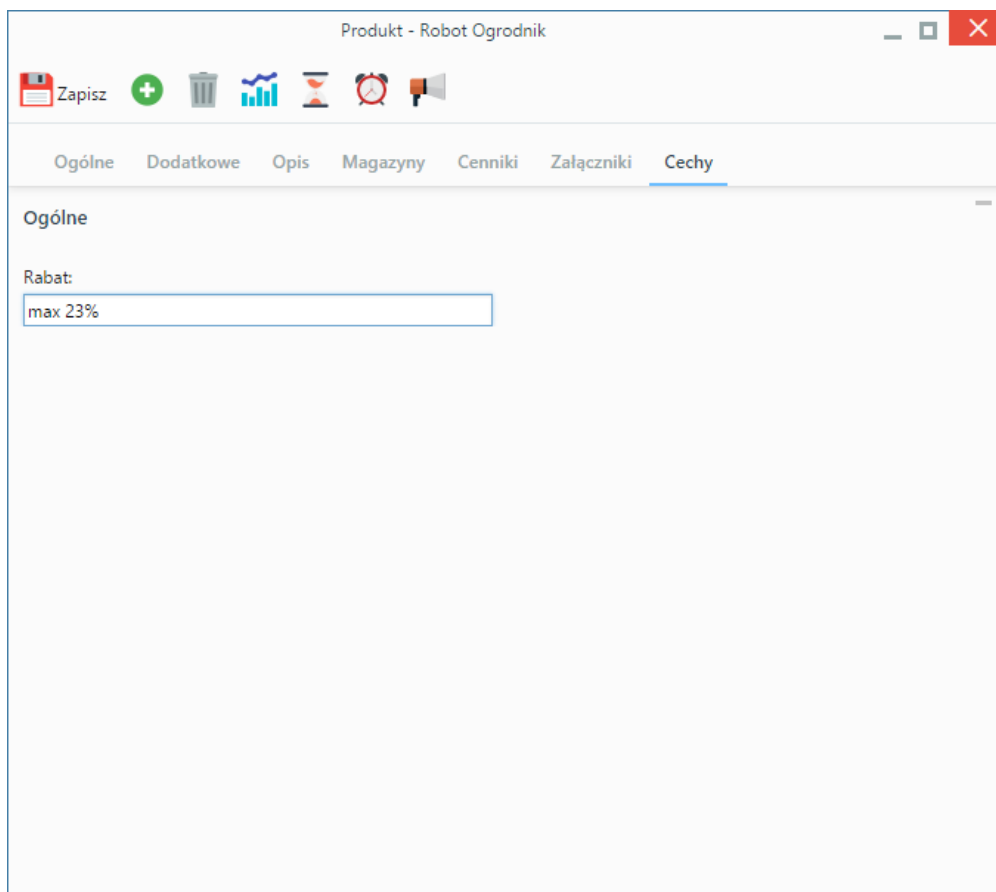 Produkt - Robot Ogrodnik
Zapisz
Ogólne Dodatkowe Opis Magazyny Cenniki Załączniki Cechy
Ogólne
Rabat:
max 23%